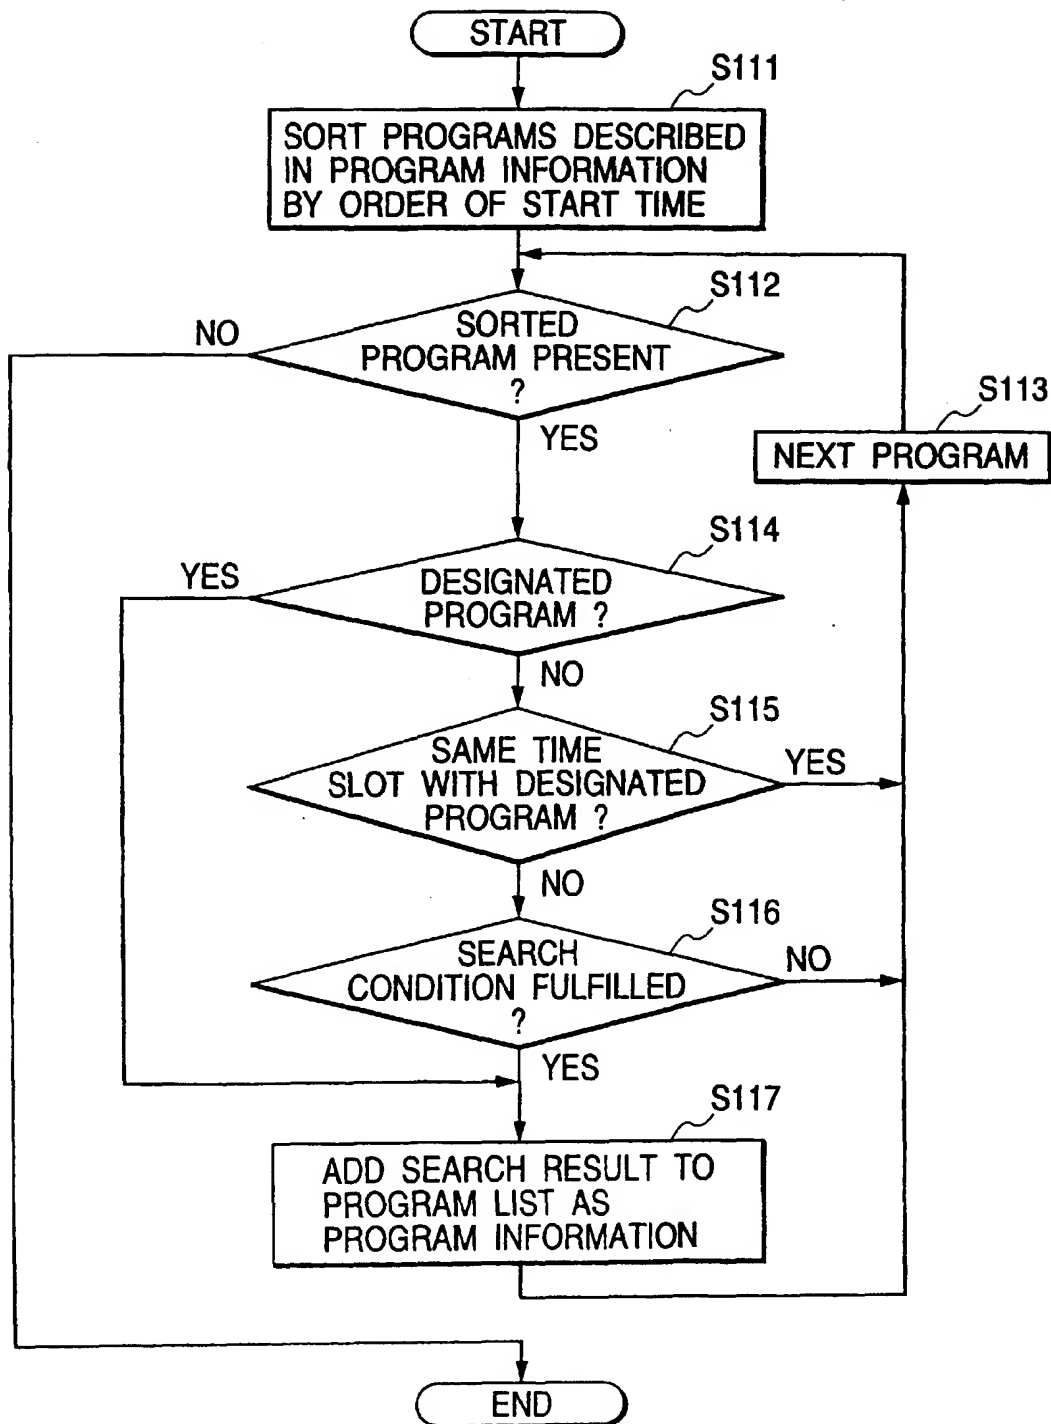 START
S111
SORT PROGRAMS DESCRIBED
IN PROGRAM INFORMATION
BY ORDER OF START TIME
S112
NO
SORTED
PROGRAM PRESENT
?
YES
S113
NEXT PROGRAM
S114
YES
DESIGNATED
PROGRAM ?
NO
S115
SAME TIME
SLOT WITH DESIGNATED
PROGRAM ?
YES
NO
S116
SEARCH
CONDITION FULFILLED
?
NO
YES
S117
ADD SEARCH RESULT TO
PROGRAM LIST AS
PROGRAM INFORMATION
END